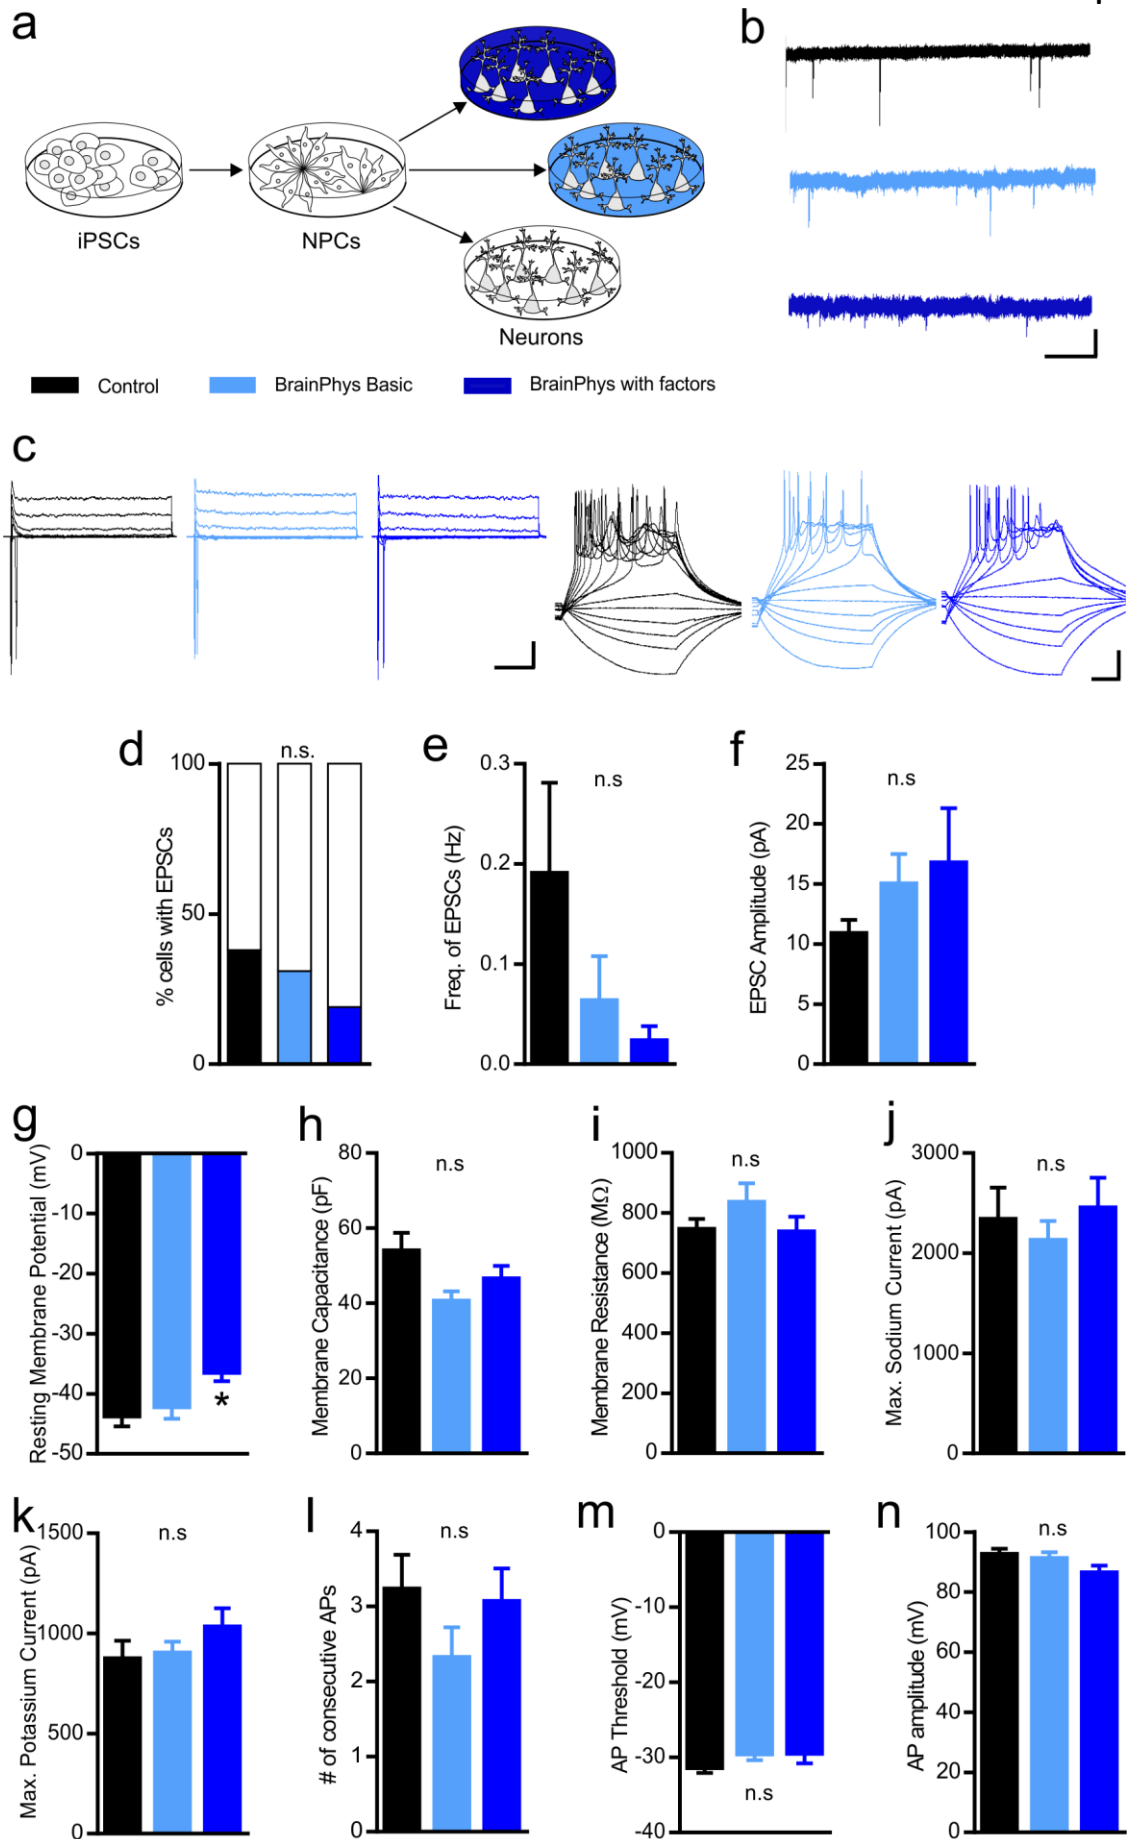 a
b
iPSCs
NPCs
Neurons
Control
BrainPhys Basic
BrainPhys with factors
c
d
n.s.
% cells with EPSCs
100
50
0
e
n.s
Freq. of EPSCs (Hz)
0.3
0.2
0.1
0.0
f
n.s
EPSC Amplitude (pA)
25
20
15
10
5
0
g
Resting Membrane Potential (mV)
0
-10
-20
-30
-40
-50
*
h
n.s
Membrane Capacitance (pF)
80
60
40
20
0
i
n.s
Membrane Resistance (MΩ)
1000
800
600
400
200
0
j
n.s
Max. Sodium Current (pA)
3000
2000
1000
0
k
n.s
Max. Potassium Current (pA)
1500
1000
500
0
l
n.s
# of consecutive APs
4
3
2
1
0
m
AP Threshold (mV)
0
-10
-20
-30
-40
n.s
n
n.s
AP amplitude (mV)
100
80
60
40
20
0